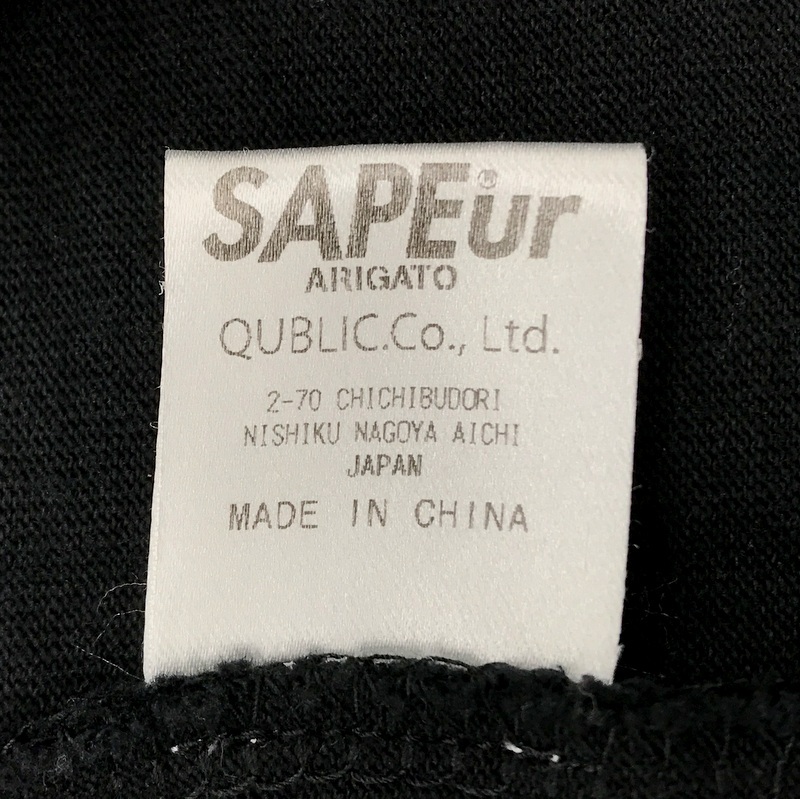 SAPEur®
ARIGATO
QUBLIC.Co., Ltd.
2-70 CHICHIBUDORI
NISHIKU NAGOYA AICHI
JAPAN
MADE IN CHINA